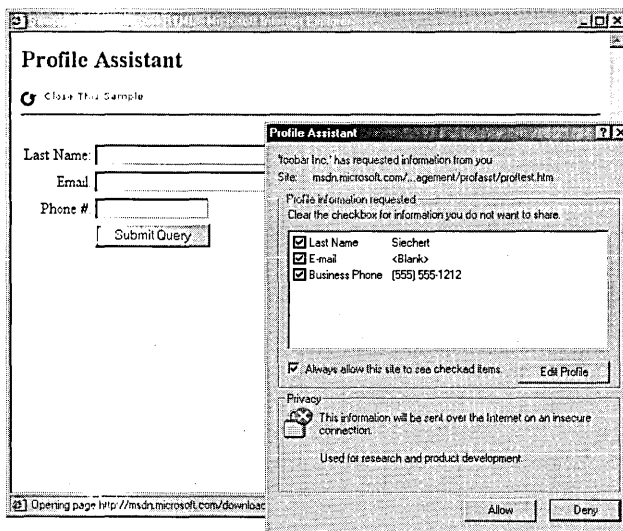 Profile Assistant
Close This Sample
Last Name:
Email
Phone #
Submit Query
Opening page http://msdn.microsoft.com/downloac
Profile Assistant
'foobar Inc.' has requested information from you
Site: msdn.microsoft.com/...agement/profasst/proltest.htm
Profile information requested
Clear the checkbox for information you do not want to share.
Last Name Siechert
E-mail <Blank>
Business Phone (555) 555-1212
Always allow this site to see checked items.
Edit Profile
Privacy
This information will be sent over the Internet on an insecure
connection.
Used for research and product development.
Allow Deny